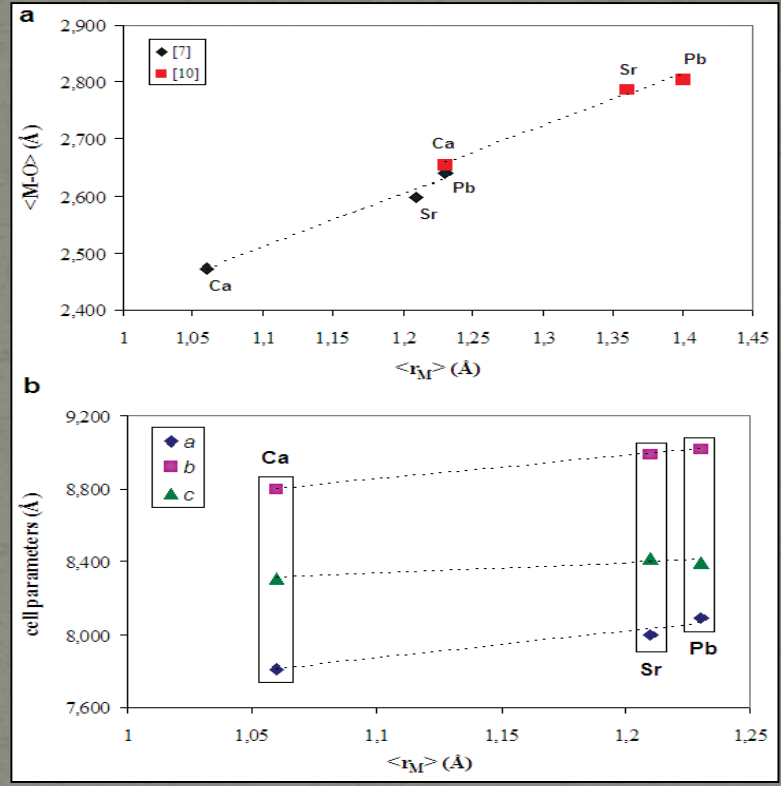 a
2,900
2,800
2,700
2,600
2,500
2,400
<M-O> (Å)
[7]
[10]
Sr
Pb
Ca
Pb
Sr
Ca
1
1,05
1,1
1,15
1,2
1,25
1,3
1,35
1,4
1,45
<rM> (Å)
b
9,200
8,800
8,400
8,000
7,600
cell parameters (Å)
a
b
c
Ca
Sr
Pb
1
1,05
1,1
1,15
1,2
1,25
<rM> (Å)